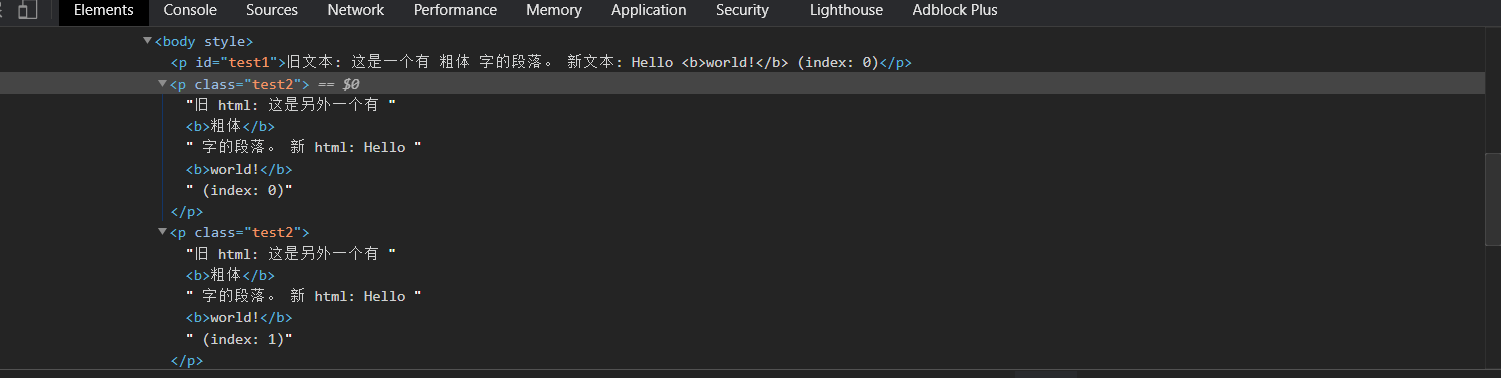 Elements Console Sources Network Performance Memory Application Security Lighthouse Adblock Plus
<body style>
<p id="test1">旧文本: 这是一个有 粗体 字的段落。 新文本: Hello <b>world!</b> (index: 0)</p>
<p class="test2"> == $0
"旧 html: 这是另外一个有 "
<b>粗体</b>
" 字的段落。 新 html: Hello "
<b>world!</b>
" (index: 0)"
</p>
<p class="test2">
"旧 html: 这是另外一个有 "
<b>粗体</b>
" 字的段落。 新 html: Hello "
<b>world!</b>
" (index: 1)"
</p>